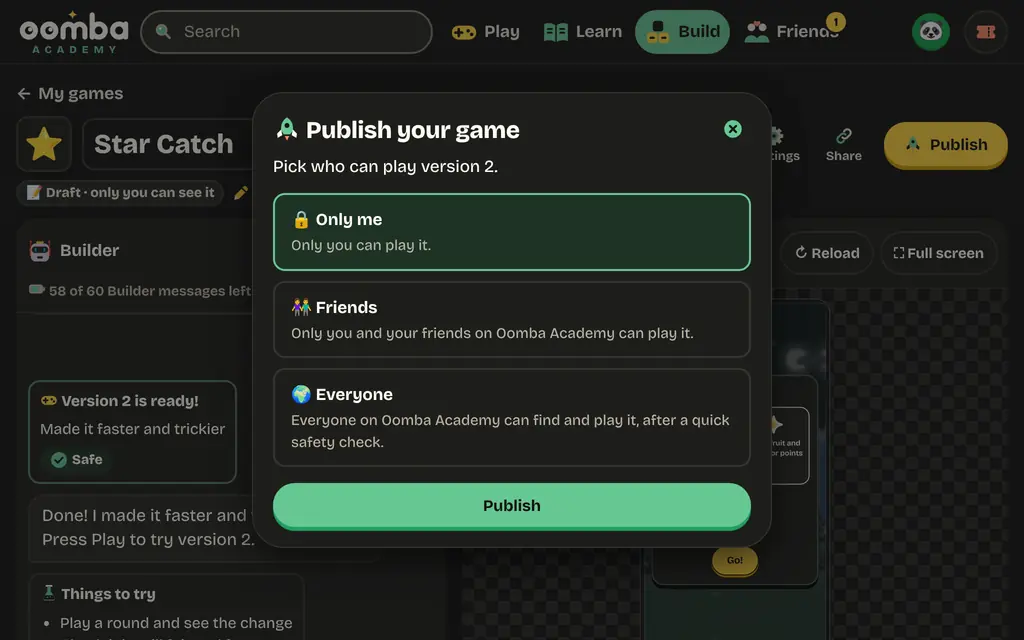 oomba
ACADEMY
Search
Play
Learn
Build
Friends
1
← My games
Star Catch
Share
Publish
Draft · only you can see it
Builder
58 of 60 Builder messages left
Reload
Full screen
Version 2 is ready!
Made it faster and trickier
Safe
Done! I made it faster and
Press Play to try version 2.
Things to try
Play a round and see the change
Publish your game
Pick who can play version 2.
Only me
Only you can play it.
Friends
Only you and your friends on Oomba Academy can play it.
Everyone
Everyone on Oomba Academy can find and play it, after a quick
safety check.
Publish
Go!